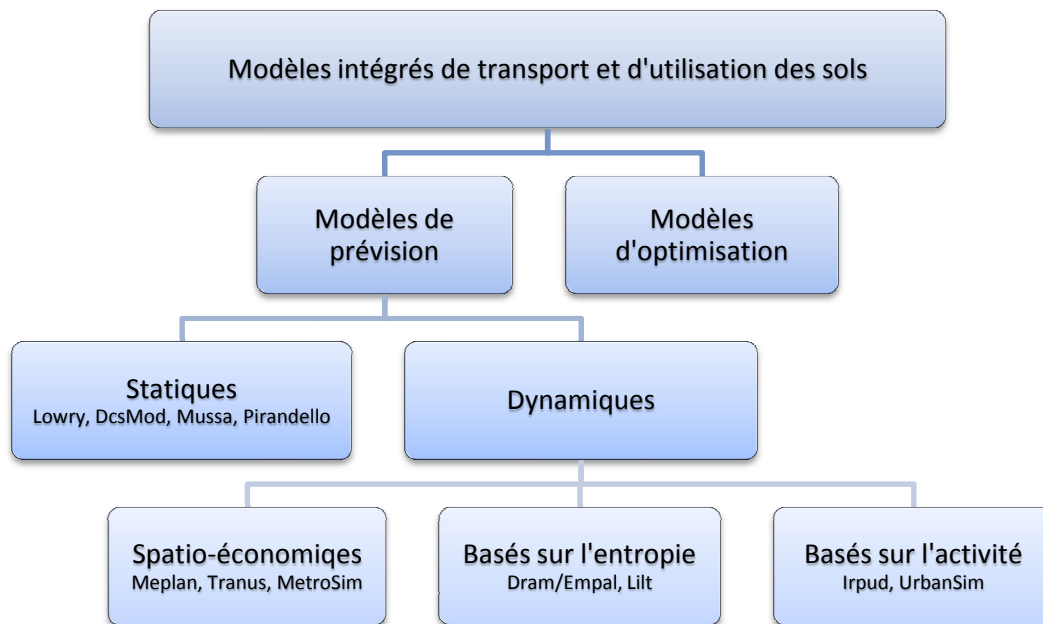 Modèles intégrés de transport et d'utilisation des sols
Modèles de
prévision
Modèles
d'optimisation
Statiques
Lowry, DcsMod, Mussa, Pirandello
Dynamiques
Spatio-économiqes
Meplan, Tranus, MetroSim
Basés sur l'entropie
Dram/Empal, Lilt
Basés sur l'activité
Irpud, UrbanSim